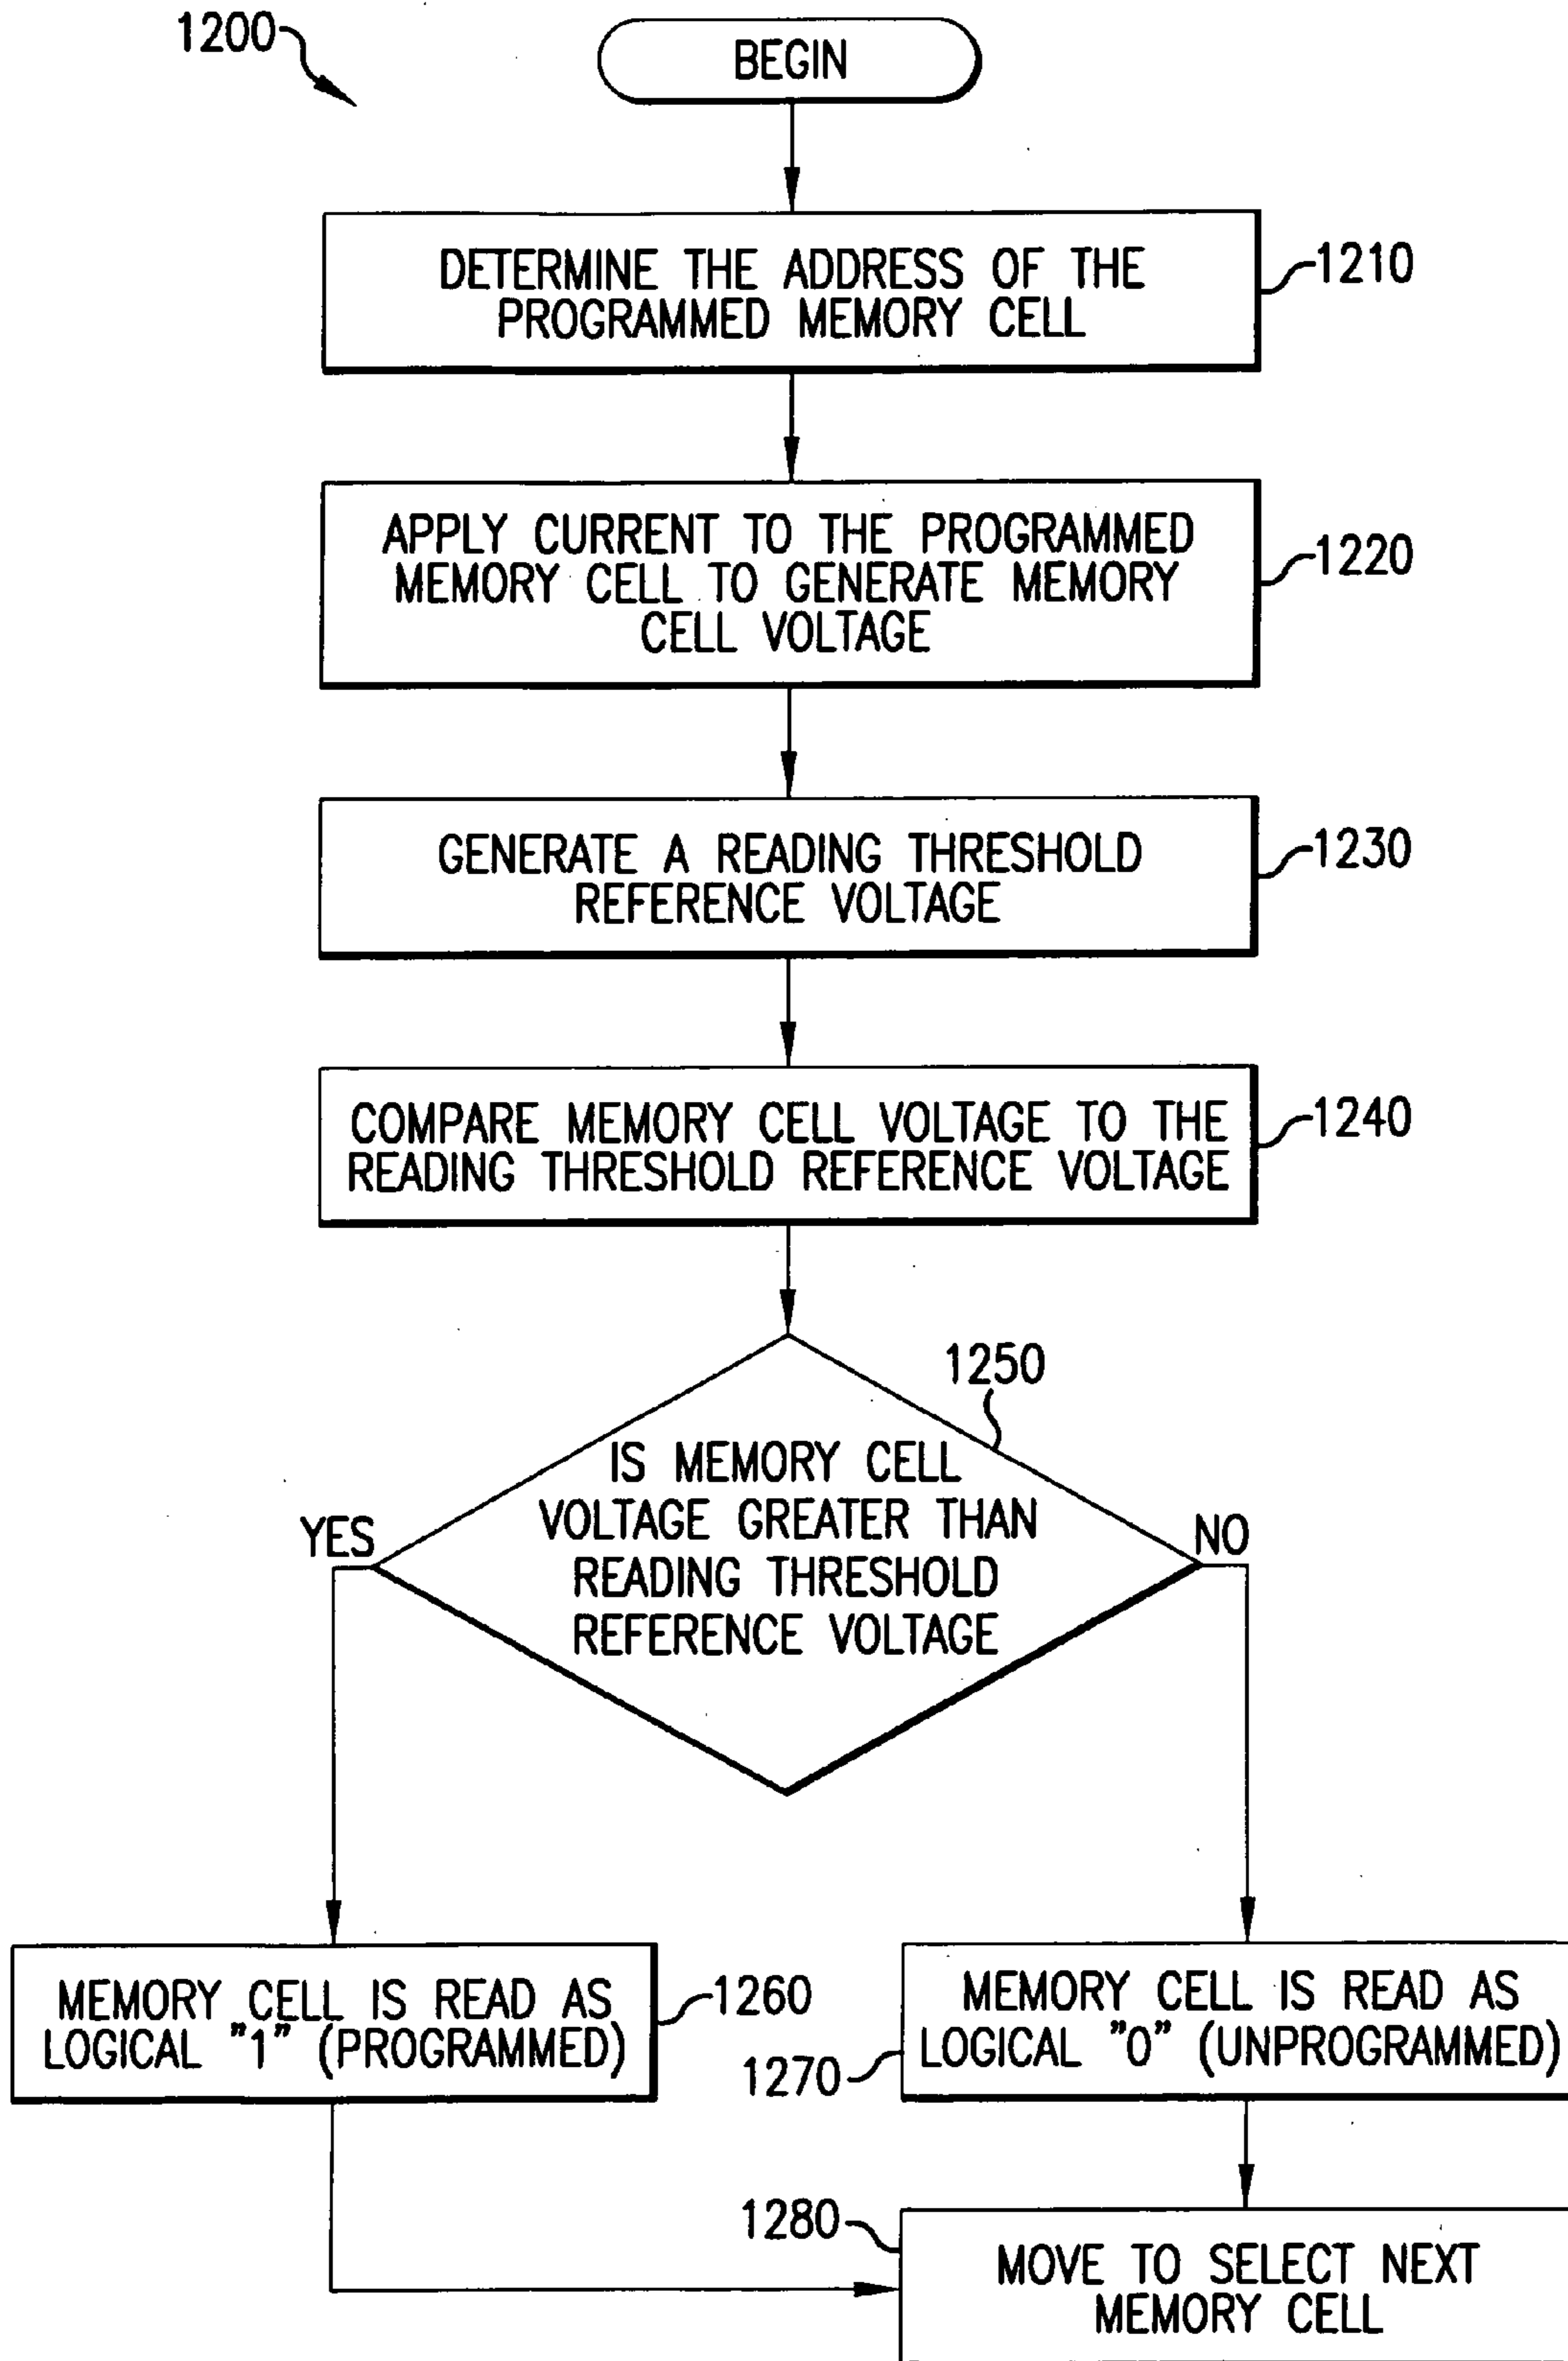 1200
BEGIN
DETERMINE THE ADDRESS OF THE
PROGRAMMED MEMORY CELL
1210
APPLY CURRENT TO THE PROGRAMMED
MEMORY CELL TO GENERATE MEMORY
CELL VOLTAGE
1220
GENERATE A READING THRESHOLD
REFERENCE VOLTAGE
1230
COMPARE MEMORY CELL VOLTAGE TO THE
READING THRESHOLD REFERENCE VOLTAGE
1240
1250
IS MEMORY CELL
VOLTAGE GREATER THAN
READING THRESHOLD
REFERENCE VOLTAGE
YES
NO
MEMORY CELL IS READ AS
LOGICAL "1" (PROGRAMMED)
1260
MEMORY CELL IS READ AS
LOGICAL "0" (UNPROGRAMMED)
1270
1280
MOVE TO SELECT NEXT
MEMORY CELL